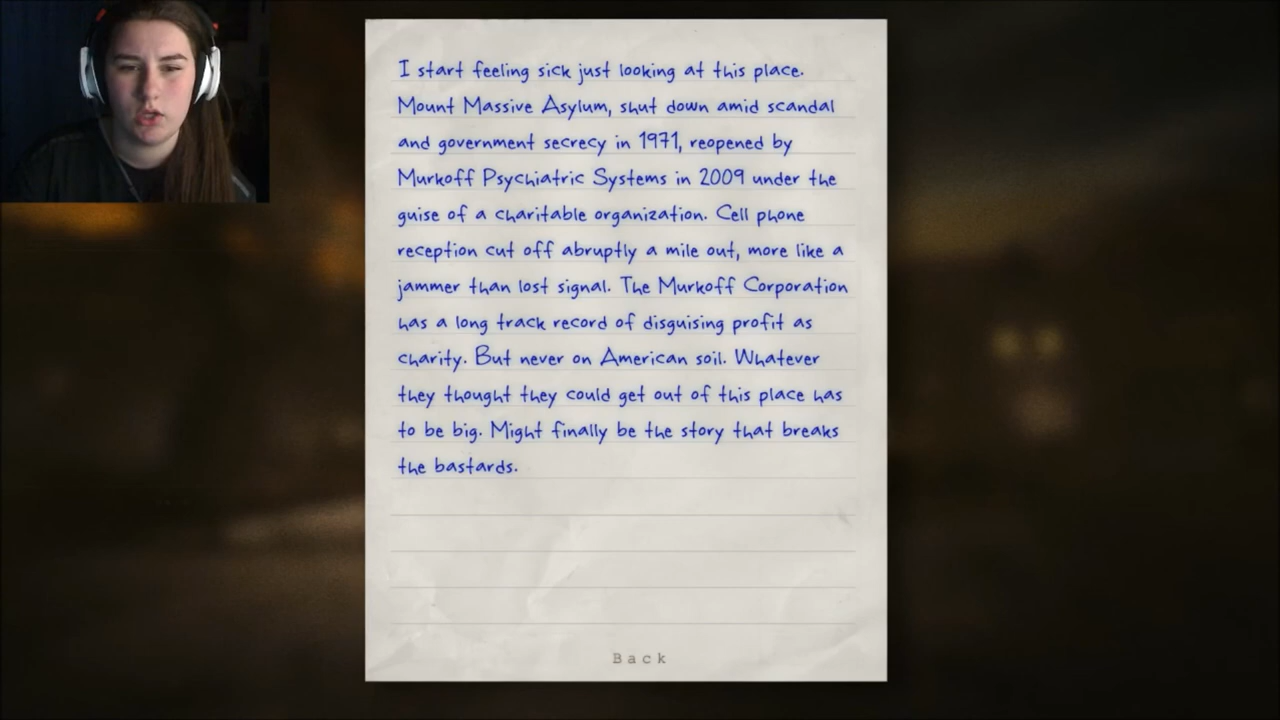 I start feeling sick just looking at this place.
Mount Massive Asylum, shut down amid scandal
and government secrecy in 1971, reopened by
Murkoff Psychiatric Systems in 2009 under the
guise of a charitable organization. Cell phone
reception cut off abruptly a mile out, more like a
jammer than lost signal. The Murkoff Corporation
has a long track record of disguising profit as
charity. But never on American soil. Whatever
they thought they could get out of this place has
to be big. Might finally be the story that breaks
the bastards.
Back